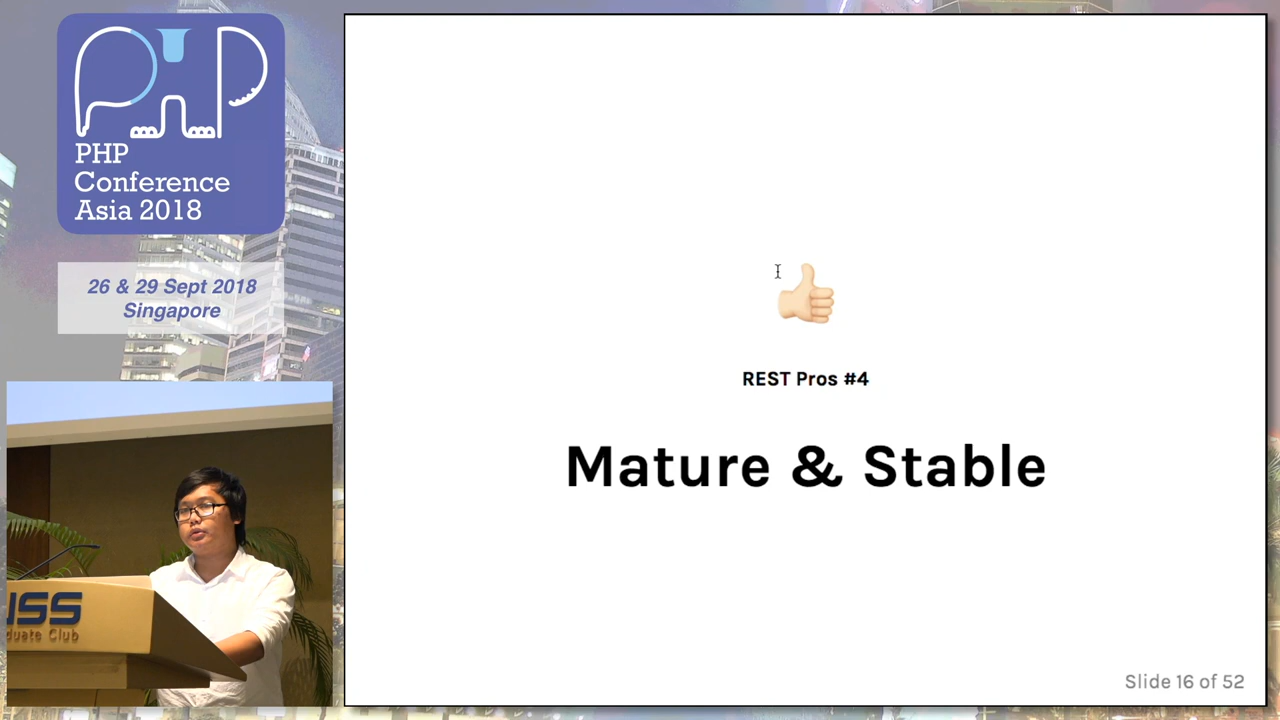 PHP
Conference
Asia 2018
26 & 29 Sept 2018
Singapore
REST Pros #4
Mature & Stable
Slide 16 of 52